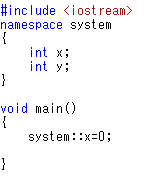 #include <iostream>
namespace system
{
    int x;
    int y;
}

void main()
{
    system::x=0;

}